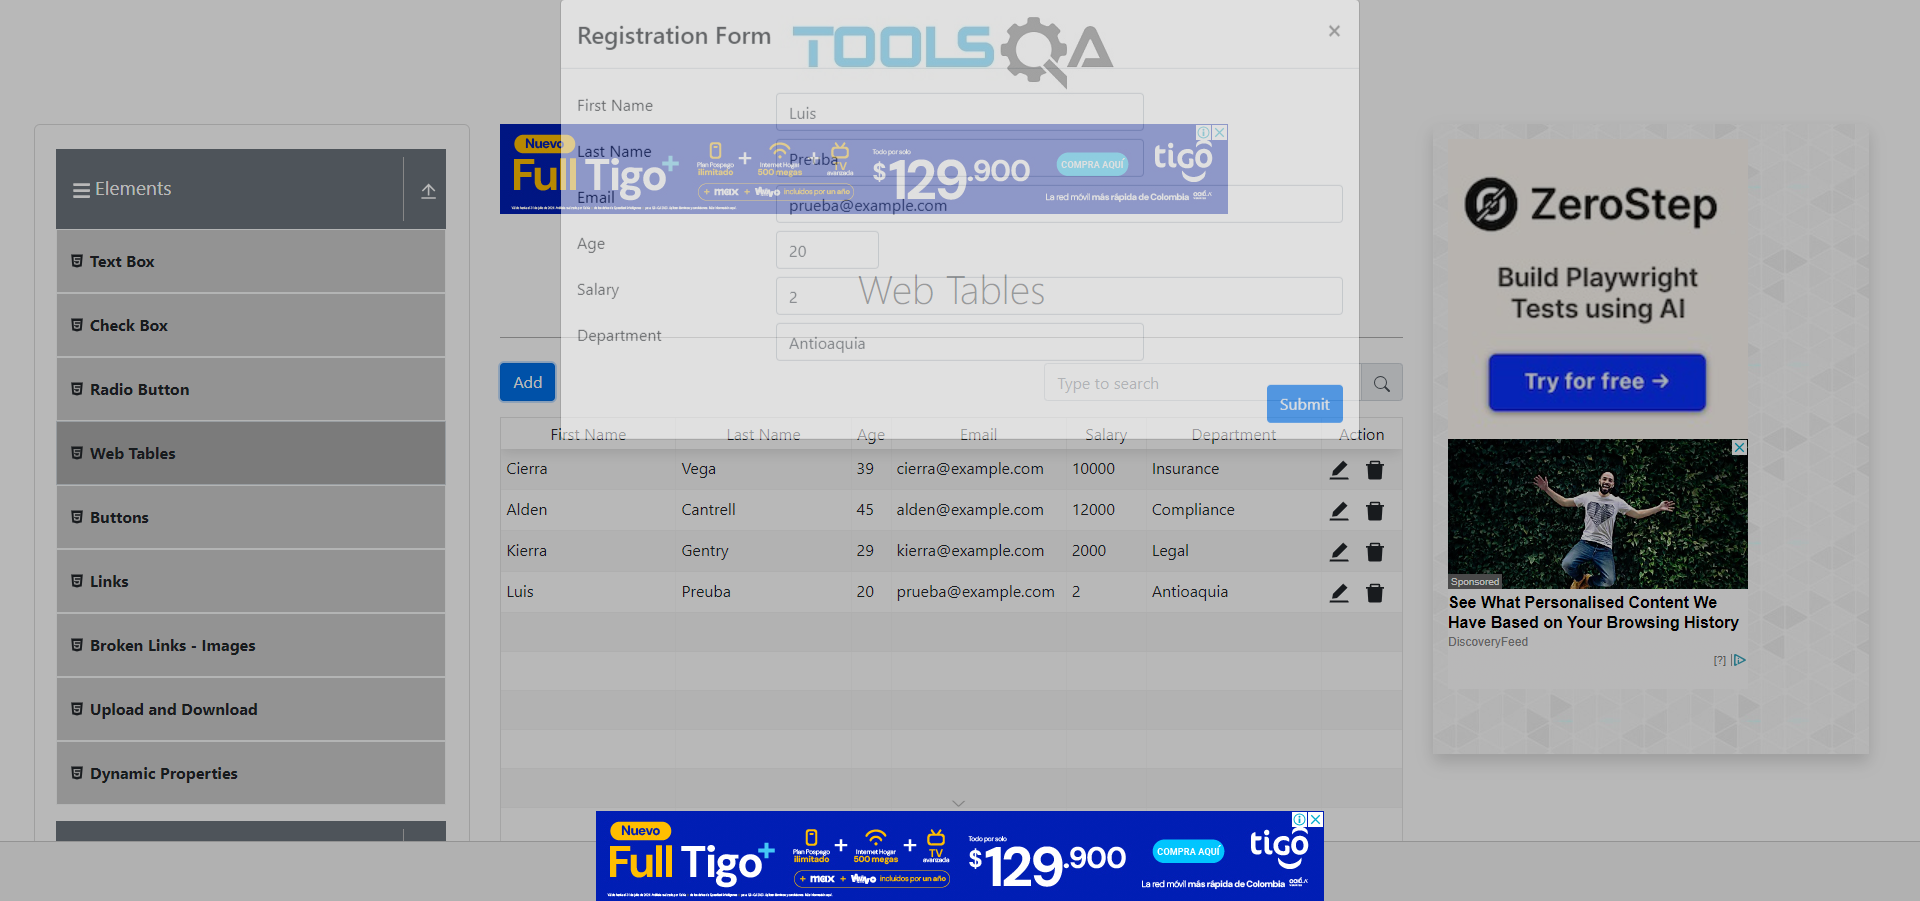 Registration Form
TOOLSQA
×
First Name
Luis
Last Name
Preuba
Email
prueba@example.com
Age
20
Salary
2
Department
Antioaquia
Submit
Nuevo
Full Tigo+
Plan Pospago
ilimitado
+
Internet Hogar
500 megas
+
TV
avanzada
+ max + Wayo incluidos por un año
Todo por solo
$129.900
COMPRA AQUÍ
tigo
La red móvil más rápida de Colombia
Elements
Text Box
Check Box
Radio Button
Web Tables
Buttons
Links
Broken Links - Images
Upload and Download
Dynamic Properties
Web Tables
Add
Type to search
First Name Last Name Age Email Salary Department Action
Cierra Vega 39 cierra@example.com 10000 Insurance
Alden Cantrell 45 alden@example.com 12000 Compliance
Kierra Gentry 29 kierra@example.com 2000 Legal
Luis Preuba 20 prueba@example.com 2 Antioaquia
ZeroStep
Build Playwright
Tests using AI
Try for free →
Sponsored
See What Personalised Content We
Have Based on Your Browsing History
DiscoveryFeed
[?]
Nuevo
Full Tigo+
Plan Pospago
ilimitado
+
Internet Hogar
500 megas
+
TV
avanzada
+ max + Wayo incluidos por un año
Todo por solo
$129.900
COMPRA AQUÍ
tigo
La red móvil más rápida de Colombia